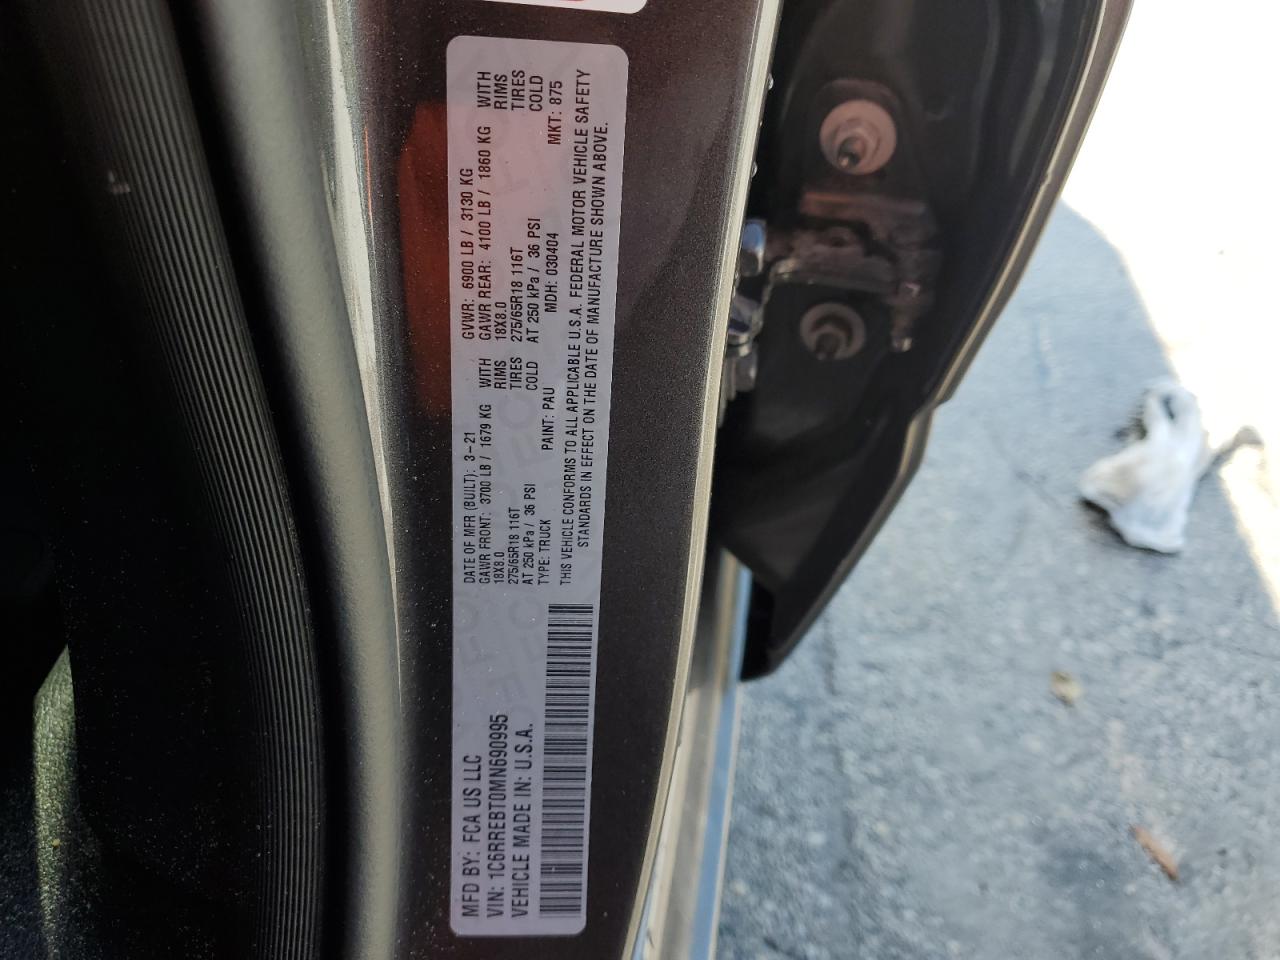 MFD BY: FCA US LLC
VIN: 1C6RREBT0MN690995
VEHICLE MADE IN: U.S.A.
DATE OF MFR (BUILT): 3-21 GVWR: 6900 LB / 3130 KG
GAWR FRONT: 3700 LB / 1679 KG WITH GAWR REAR: 4100 LB / 1860 KG WITH
18X8.0 RIMS 18X8.0 RIMS
275/65R18 116T TIRES 275/65R18 116T TIRES
AT 250 kPa / 36 PSI COLD AT 250 kPa / 36 PSI COLD
TYPE: TRUCK PAINT: PAU MDH: 030404 MKT: 875
THIS VEHICLE CONFORMS TO ALL APPLICABLE U.S.A. FEDERAL MOTOR VEHICLE SAFETY
STANDARDS IN EFFECT ON THE DATE OF MANUFACTURE SHOWN ABOVE.